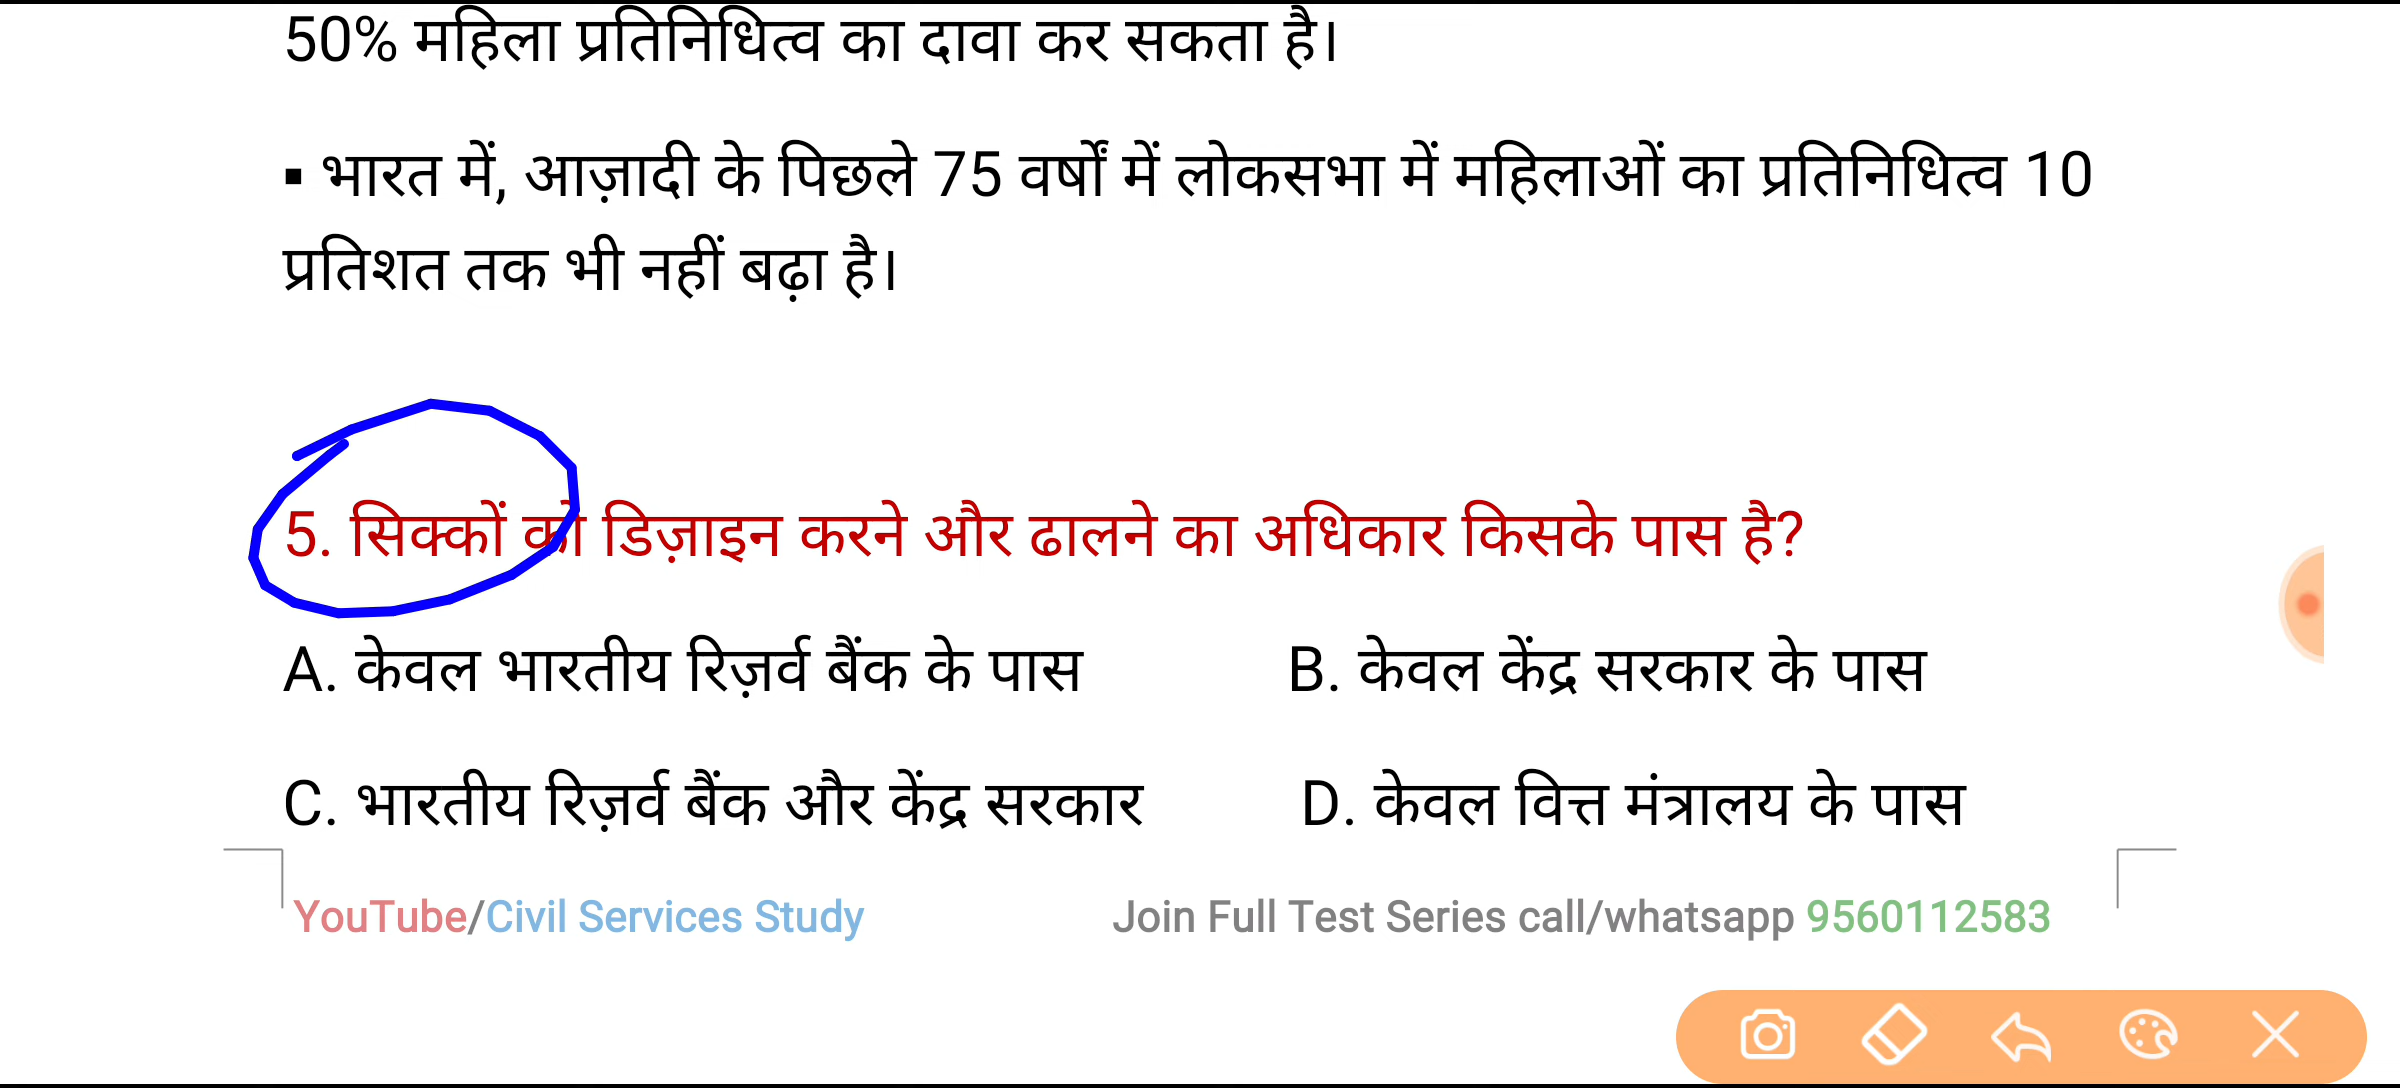 50% महिला प्रतिनिधित्व का दावा कर सकता है।
▪ भारत में, आज़ादी के पिछले 75 वर्षों में लोकसभा में महिलाओं का प्रतिनिधित्व 10
प्रतिशत तक भी नहीं बढ़ा है।
5. सिक्कों को डिज़ाइन करने और ढालने का अधिकार किसके पास है?
A. केवल भारतीय रिज़र्व बैंक के पास B. केवल केंद्र सरकार के पास
C. भारतीय रिज़र्व बैंक और केंद्र सरकार D. केवल वित्त मंत्रालय के पास
YouTube/Civil Services Study Join Full Test Series call/whatsapp 9560112583